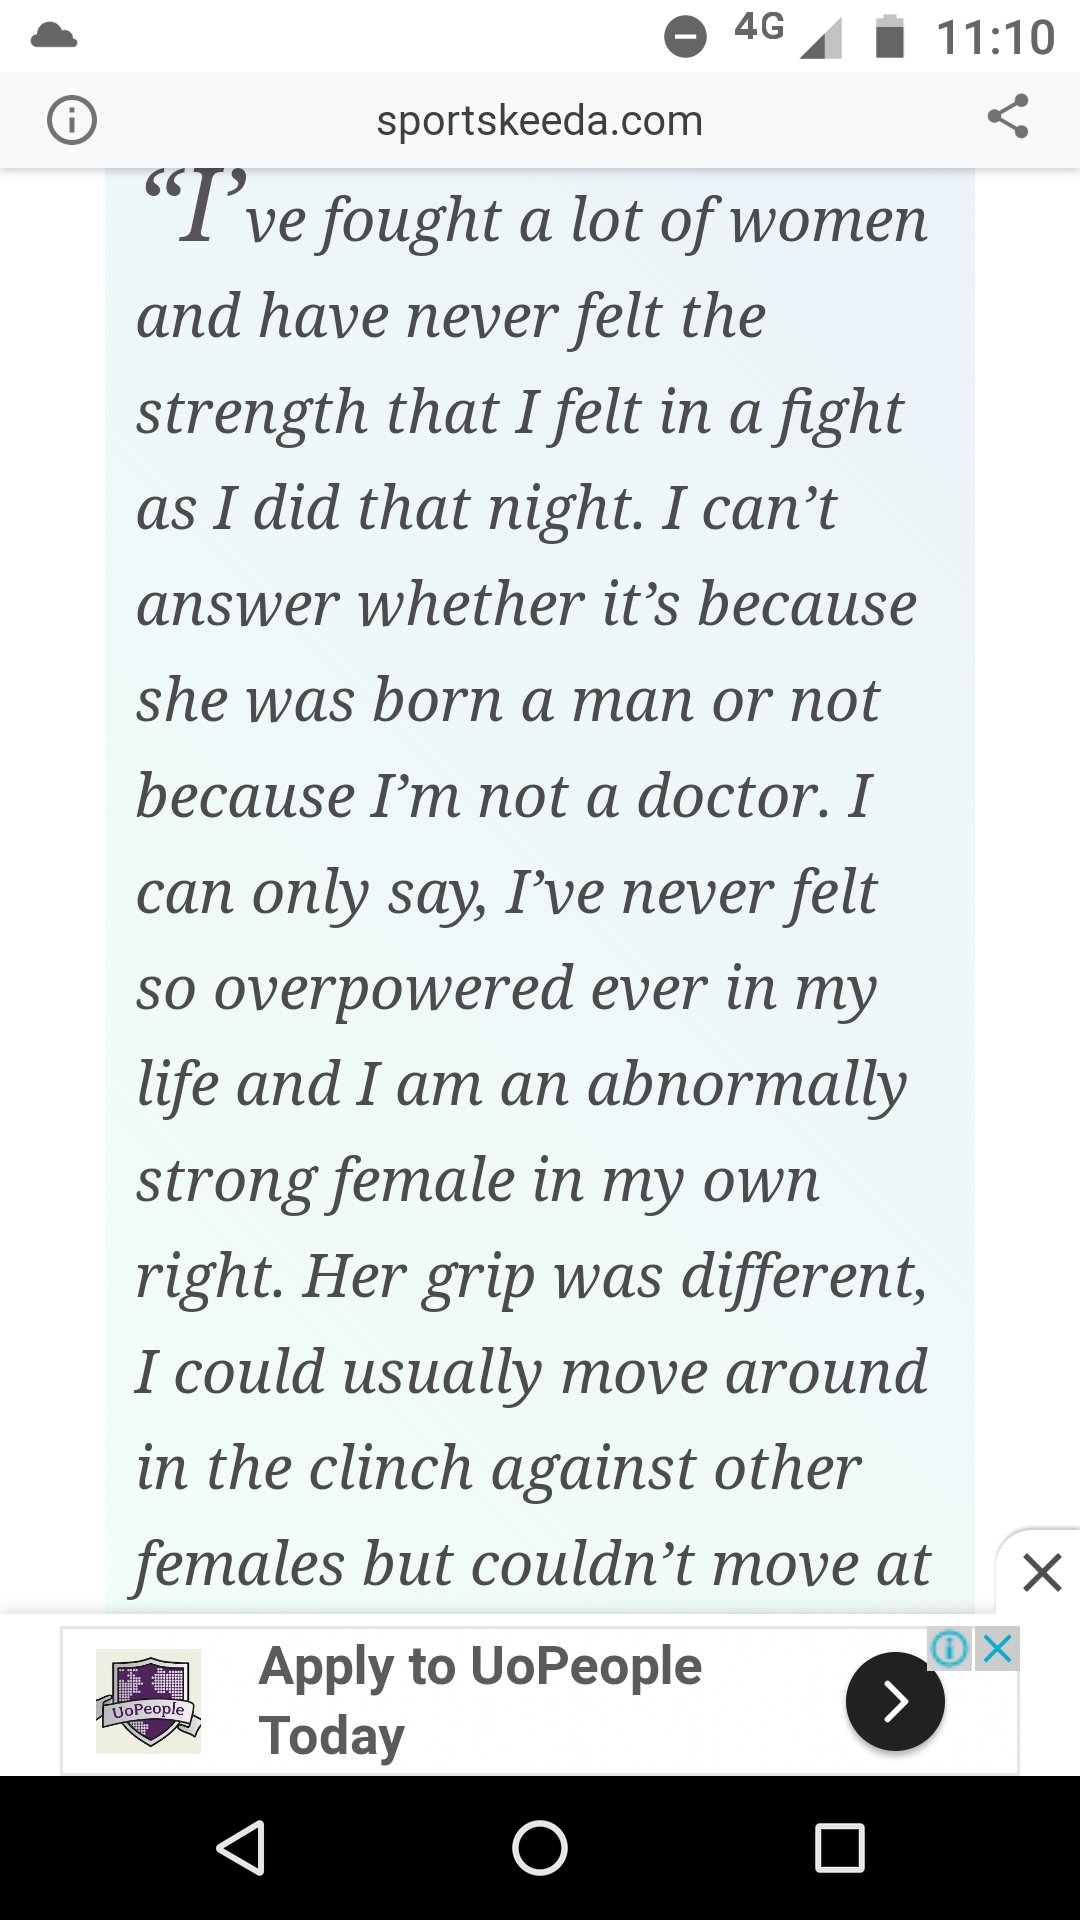 4G 11:10
sportskeeda.com
“I’ve fought a lot of women
and have never felt the
strength that I felt in a fight
as I did that night. I can’t
answer whether it’s because
she was born a man or not
because I’m not a doctor. I
can only say, I’ve never felt
so overpowered ever in my
life and I am an abnormally
strong female in my own
right. Her grip was different,
I could usually move around
in the clinch against other
females but couldn’t move at
UoPeople
Apply to UoPeople
Today